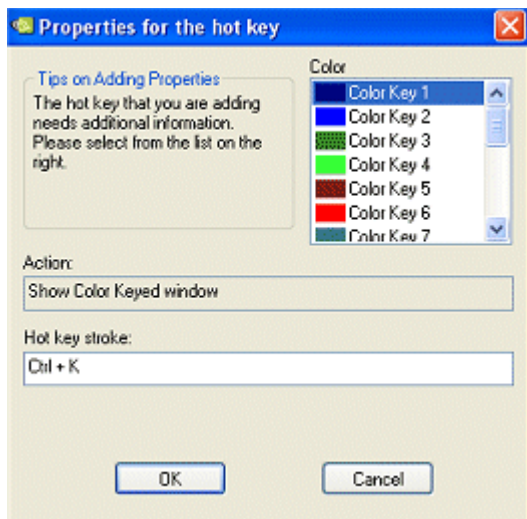 Properties for the hot key
Tips on Adding Properties
The hot key that you are adding
needs additional information.
Please select from the list on the
right.
Color
Color Key 1
Color Key 2
Color Key 3
Color Key 4
Color Key 5
Color Key 6
Color Key 7
Action:
Show Color Keyed window
Hot key stroke:
Ctrl + K
OK
Cancel